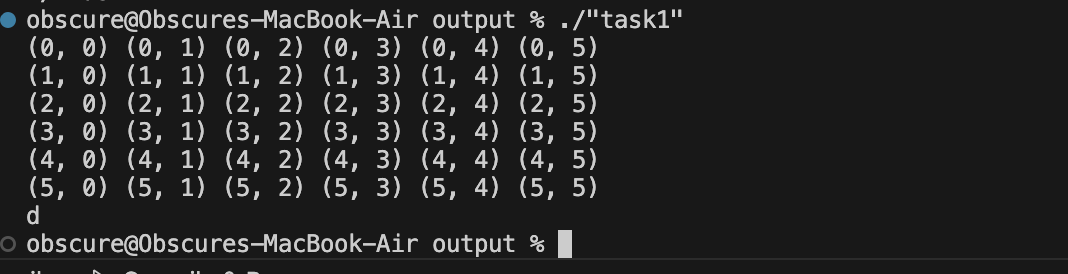 obscure@Obscures-MacBook-Air output % ./"task1"
(0, 0) (0, 1) (0, 2) (0, 3) (0, 4) (0, 5)
(1, 0) (1, 1) (1, 2) (1, 3) (1, 4) (1, 5)
(2, 0) (2, 1) (2, 2) (2, 3) (2, 4) (2, 5)
(3, 0) (3, 1) (3, 2) (3, 3) (3, 4) (3, 5)
(4, 0) (4, 1) (4, 2) (4, 3) (4, 4) (4, 5)
(5, 0) (5, 1) (5, 2) (5, 3) (5, 4) (5, 5)
d
obscure@Obscures-MacBook-Air output %